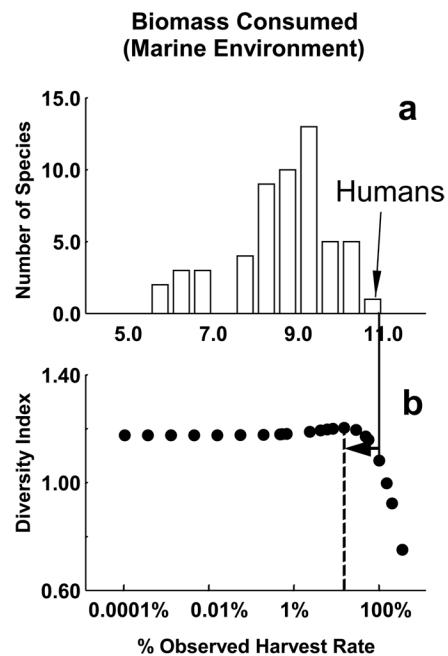 Biomass Consumed
(Marine Environment)
a
Number of Species
15.0
10.0
5.0
0.0
Humans
5.0 7.0 9.0 11.0
b
Diversity Index
1.40
1.00
0.60
0.0001% 0.01% 1% 100%
% Observed Harvest Rate